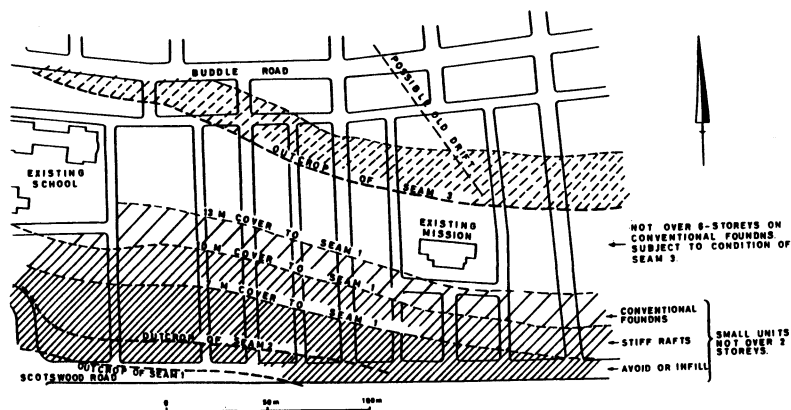 BUDDLE ROAD
POSSIBLE OLD DRIFT
OUTCROP OF SEAM 3
EXISTING
SCHOOL
12 M COVER TO SEAM 1
EXISTING
MISSION
NOT OVER 6-STOREYS ON
CONVENTIONAL FOUNDNS.
SUBJECT TO CONDITION OF
SEAM 3.
M COVER TO SEAM 1
M COVER TO SEAM 1
CONVENTIONAL
FOUNDNS
STIFF RAFTS
AVOID OR INFILL
SMALL UNITS
NOT OVER 2
STOREYS.
OUTCROP OF SEAM 2
OUTCROP OF SEAM 1
SCOTSWOOD ROAD
0 50m 100m